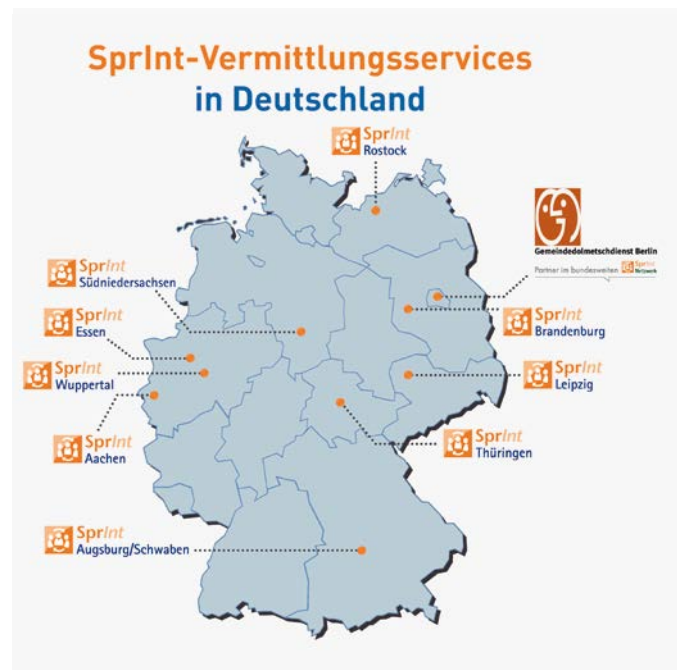 SprInt-Vermittlungsservices
in Deutschland
SprInt
Rostock
Gemeindedolmetschdienst Berlin
Partner im bundesweiten SprInt
Netzwerk
SprInt
Südniedersachsen
SprInt
Essen
SprInt
Brandenburg
SprInt
Wuppertal
SprInt
Leipzig
SprInt
Aachen
SprInt
Thüringen
SprInt
Augsburg/Schwaben